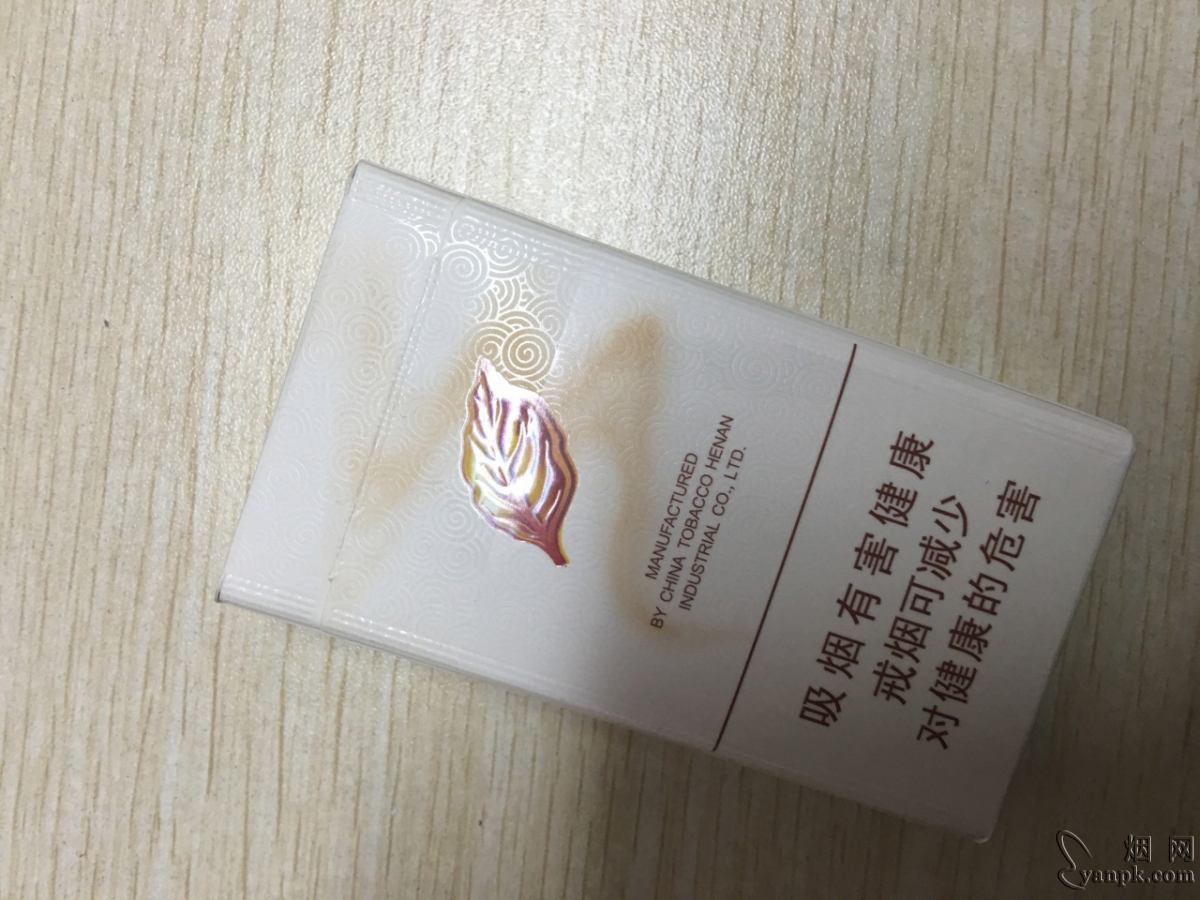 MANUFACTURED
BY CHINA TOBACCO HENAN
INDUSTRIAL CO., LTD.
吸烟有害健康
戒烟可减少
对健康的危害
烟网
yanpk.com